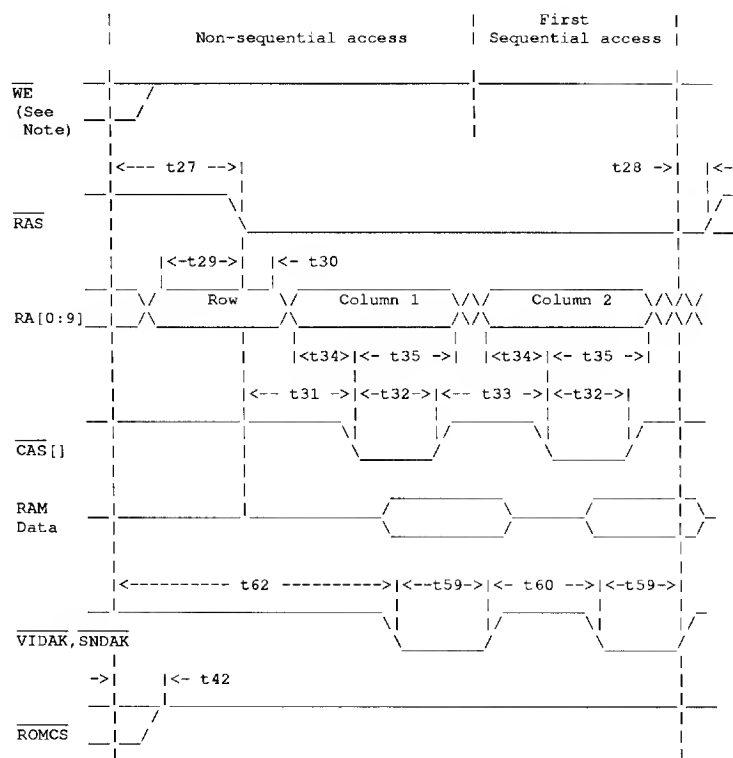 First
Non-sequential access
Sequential access
WE
(See
Note)
<--- t27 -->
t28 ->
<-
RAS
<-t29->
<- t30
Row
Column 1
Column 2
RA[0:9]
<t34>
<- t35 ->
<t34>
<- t35 ->
<-- t31 ->
<-t32->
<-- t33 ->
<-t32->
CAS[]
RAM
Data
<---------- t62 ----------->
<--t59-->
<- t60 -->
<--t59->
VIDAK,SNDAK
->
<- t42
ROMCS